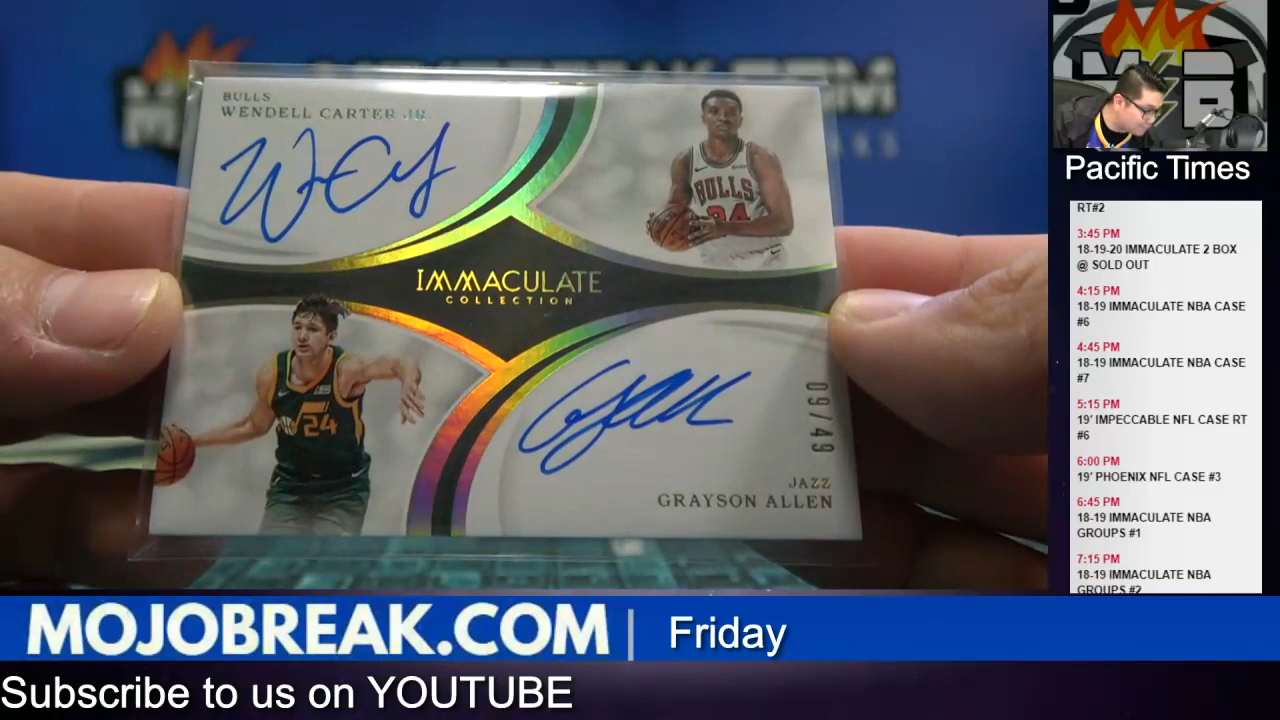 BULLS
WENDELL CARTER JR.
BULLS
IMMACULATE
COLLECTION
24
09/49
JAZZ
GRAYSON ALLEN
Pacific Times
RT#2
3:45 PM
18-19-20 IMMACULATE 2 BOX
@ SOLD OUT
4:15 PM
18-19 IMMACULATE NBA CASE
#6
4:45 PM
18-19 IMMACULATE NBA CASE
#7
5:15 PM
19' IMPECCABLE NFL CASE RT
#6
6:00 PM
19' PHOENIX NFL CASE #3
6:45 PM
18-19 IMMACULATE NBA
GROUPS #1
7:15 PM
18-19 IMMACULATE NBA
GROUPS #2
MOJOBREAK.COM | Friday
Subscribe to us on YOUTUBE